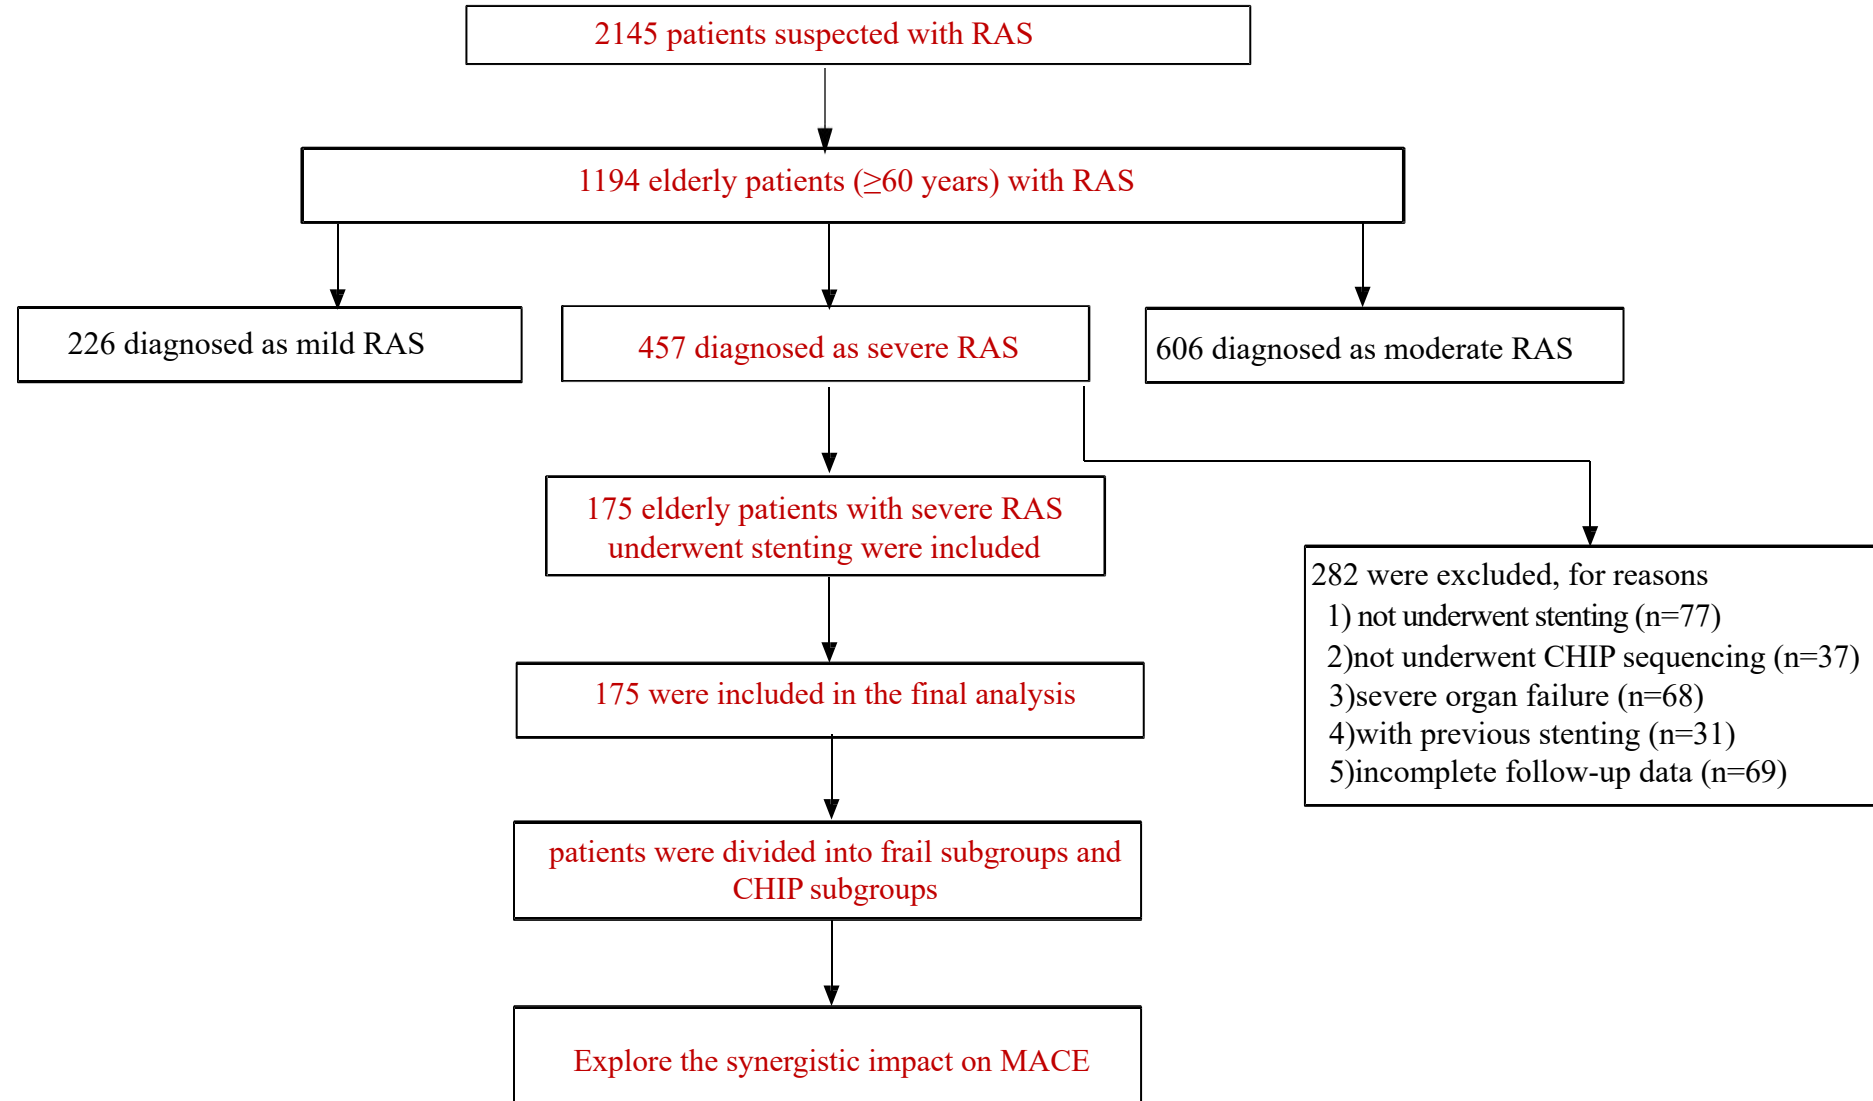 2145 patients suspected with RAS
1194 elderly patients (≥60 years) with RAS
226 diagnosed as mild RAS
457 diagnosed as severe RAS
606 diagnosed as moderate RAS
175 elderly patients with severe RAS
underwent stenting were included
282 were excluded, for reasons
1) not underwent stenting (n=77)
2)not underwent CHIP sequencing (n=37)
3)severe organ failure (n=68)
4)with previous stenting (n=31)
5)incomplete follow-up data (n=69)
175 were included in the final analysis
patients were divided into frail subgroups and
CHIP subgroups
Explore the synergistic impact on MACE